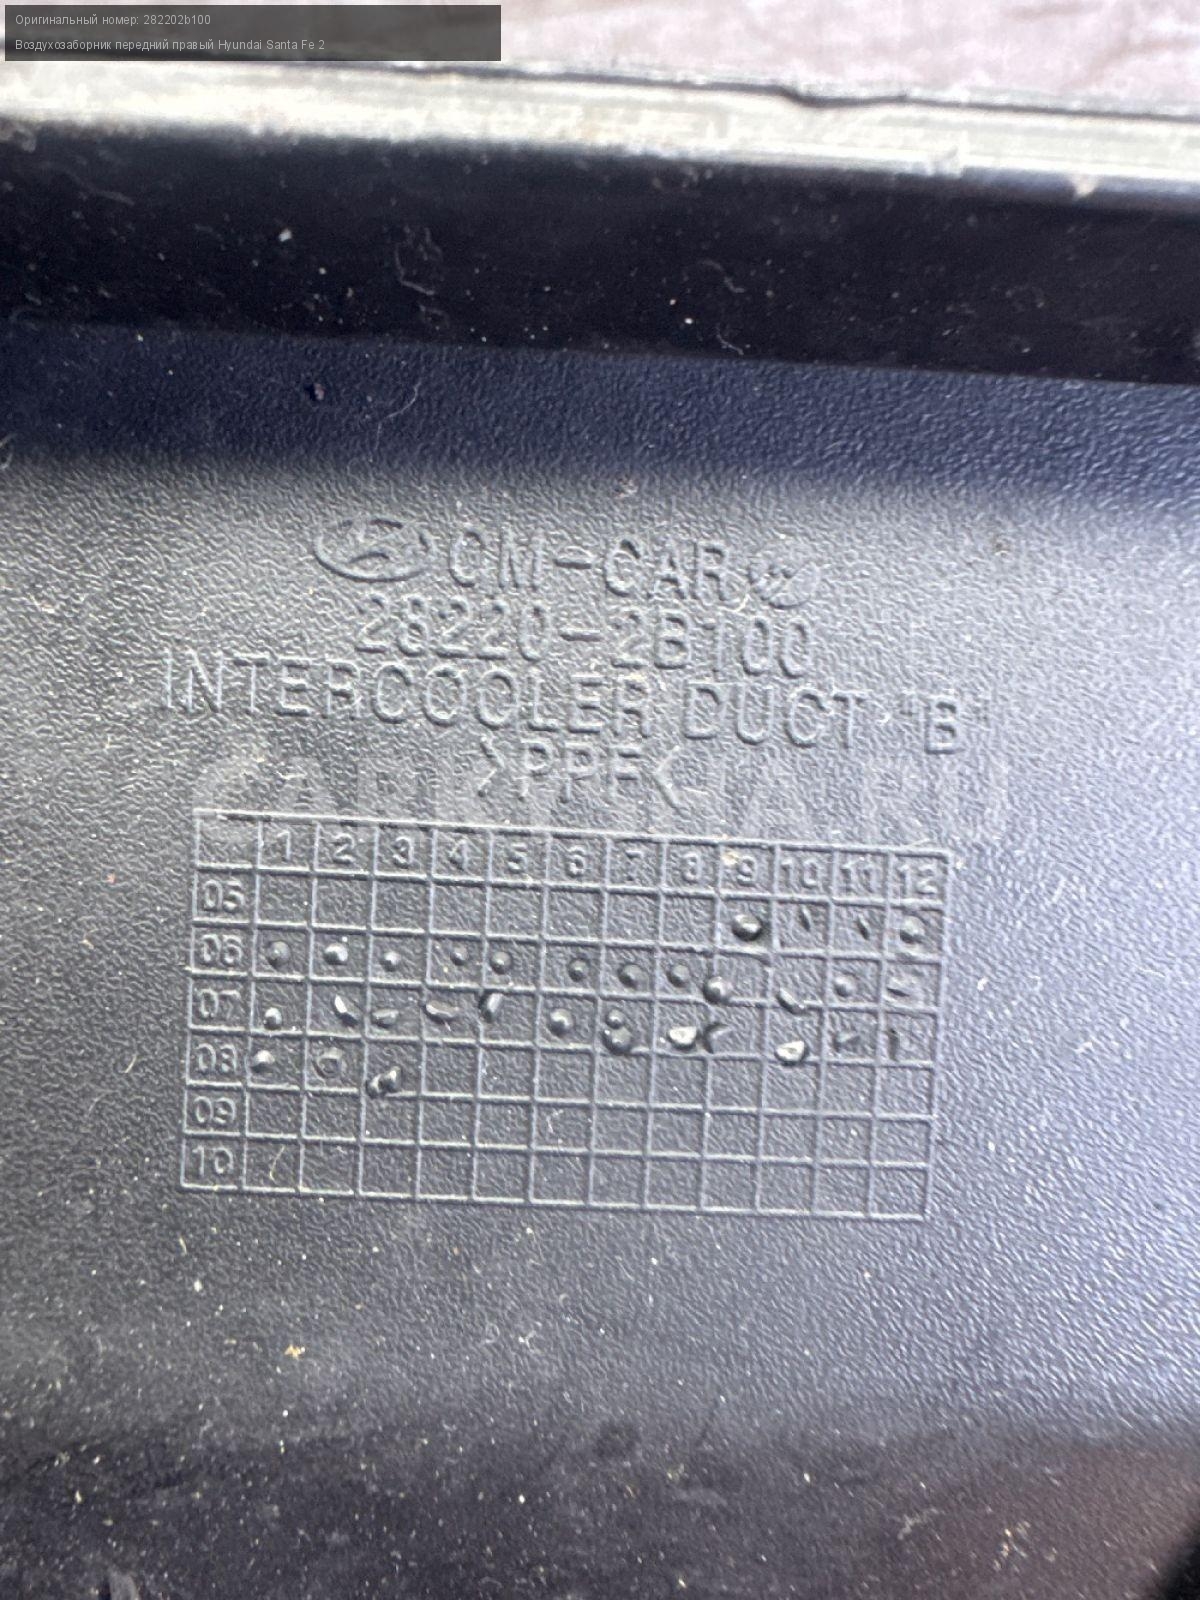 Оригинальный номер: 282202b100
Воздухозаборник передний правый Hyundai Santa Fe 2
CM-CAR
28220-2B100
INTERCOOLER DUCT "B"
>PPF<
1 2 3 4 5 6 7 8 9 10 11 12
05
06
07
08
09
10